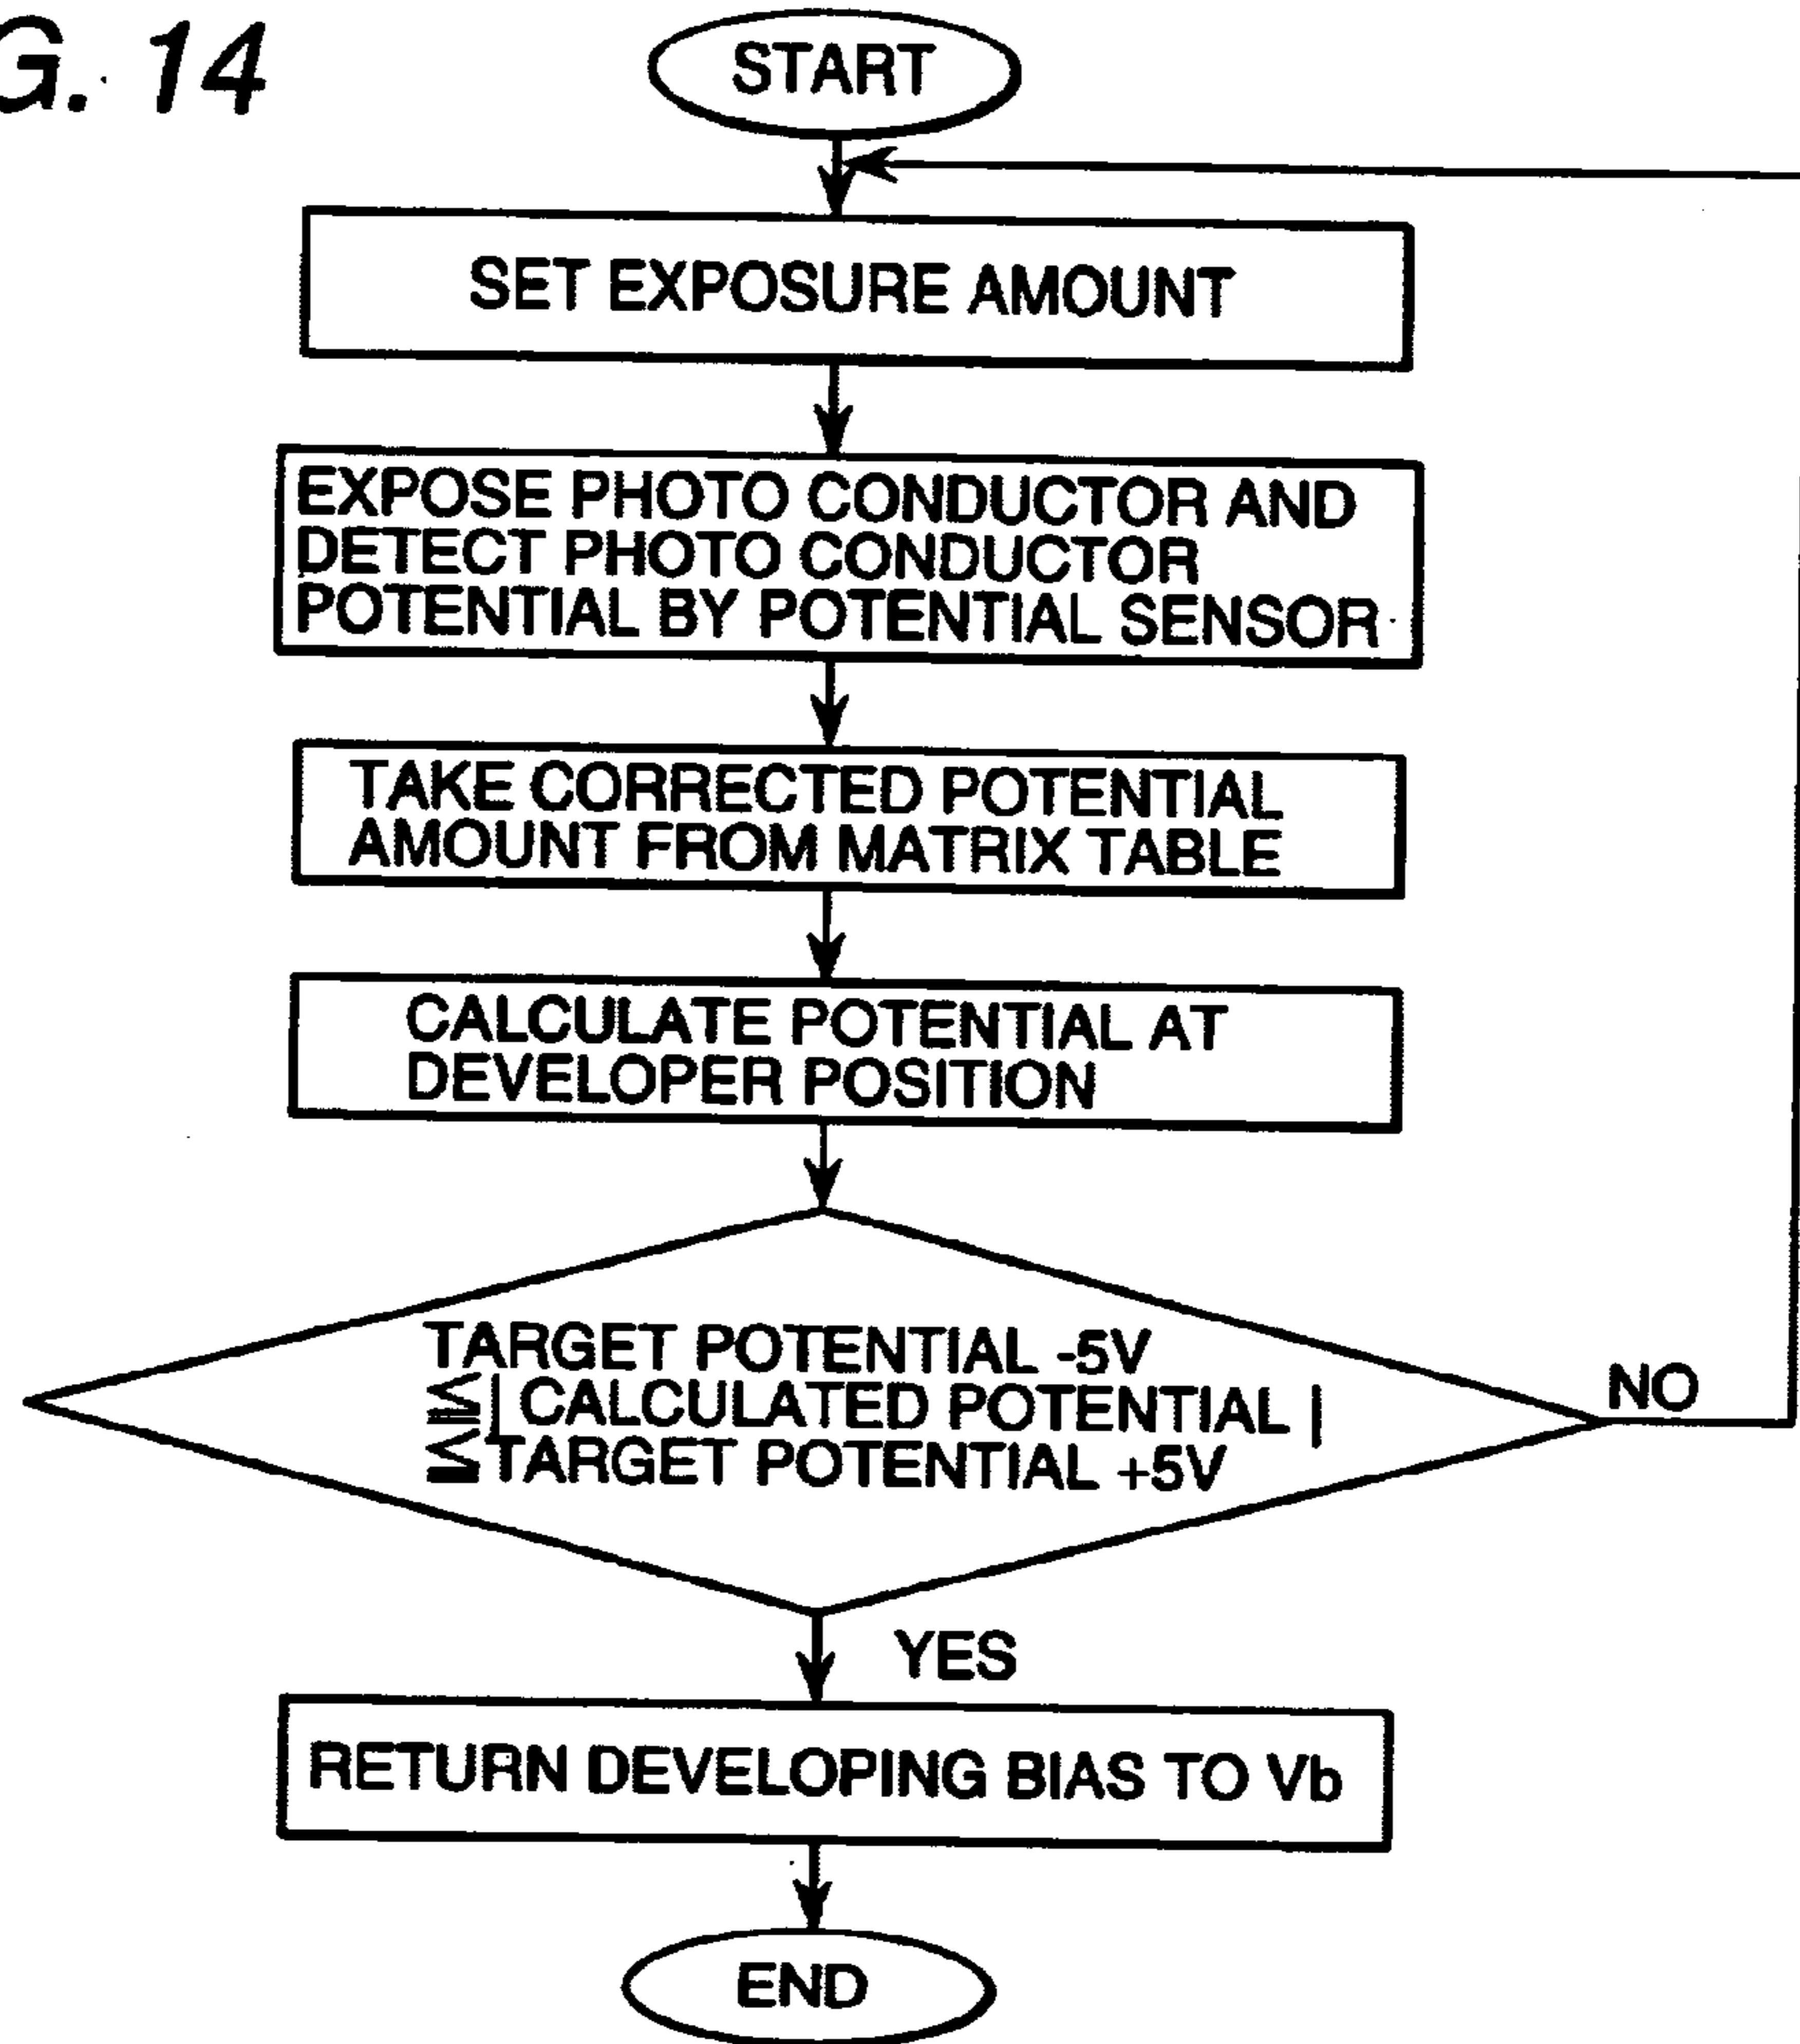 G. 14
START
SET EXPOSURE AMOUNT
EXPOSE PHOTO CONDUCTOR AND
DETECT PHOTO CONDUCTOR
POTENTIAL BY POTENTIAL SENSOR
TAKE CORRECTED POTENTIAL
AMOUNT FROM MATRIX TABLE
CALCULATE POTENTIAL AT
DEVELOPER POSITION
TARGET POTENTIAL -5V
≦| CALCULATED POTENTIAL |
≦TARGET POTENTIAL +5V
NO
YES
RETURN DEVELOPING BIAS TO Vb
END